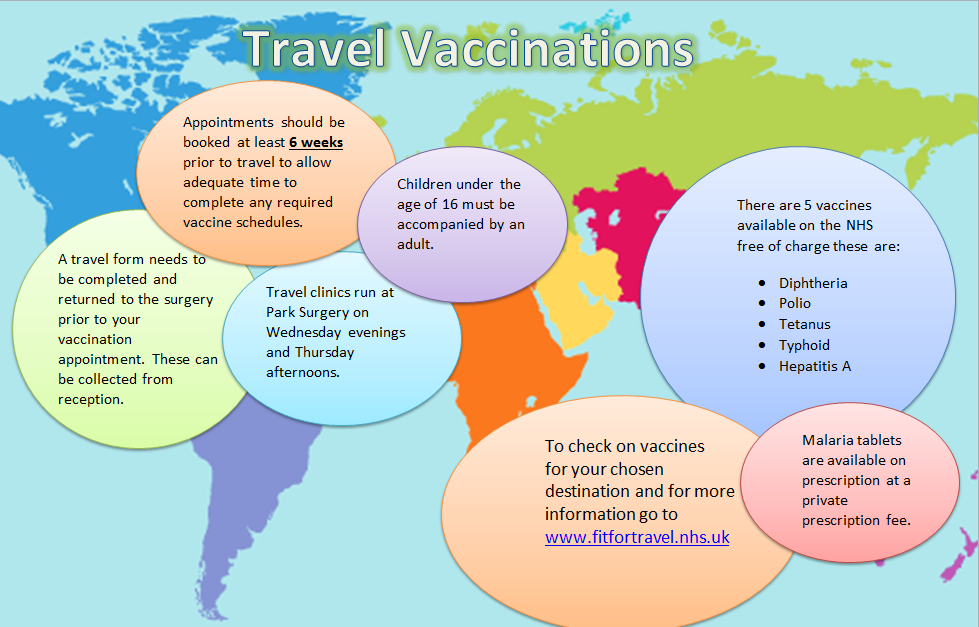 Travel Vaccinations
Appointments should be
booked at least 6 weeks
prior to travel to allow
adequate time to
complete any required
vaccine schedules.
Children under the
age of 16 must be
accompanied by an
adult.
There are 5 vaccines
available on the NHS
free of charge these are:
• Diphtheria
• Polio
• Tetanus
• Typhoid
• Hepatitis A
A travel form needs to
be completed and
returned to the surgery
prior to your
vaccination
appointment. These can
be collected from
reception.
Travel clinics run at
Park Surgery on
Wednesday evenings
and Thursday
afternoons.
To check on vaccines
for your chosen
destination and for more
information go to
www.fitfortravel.nhs.uk
Malaria tablets
are available on
prescription at a
private
prescription fee.